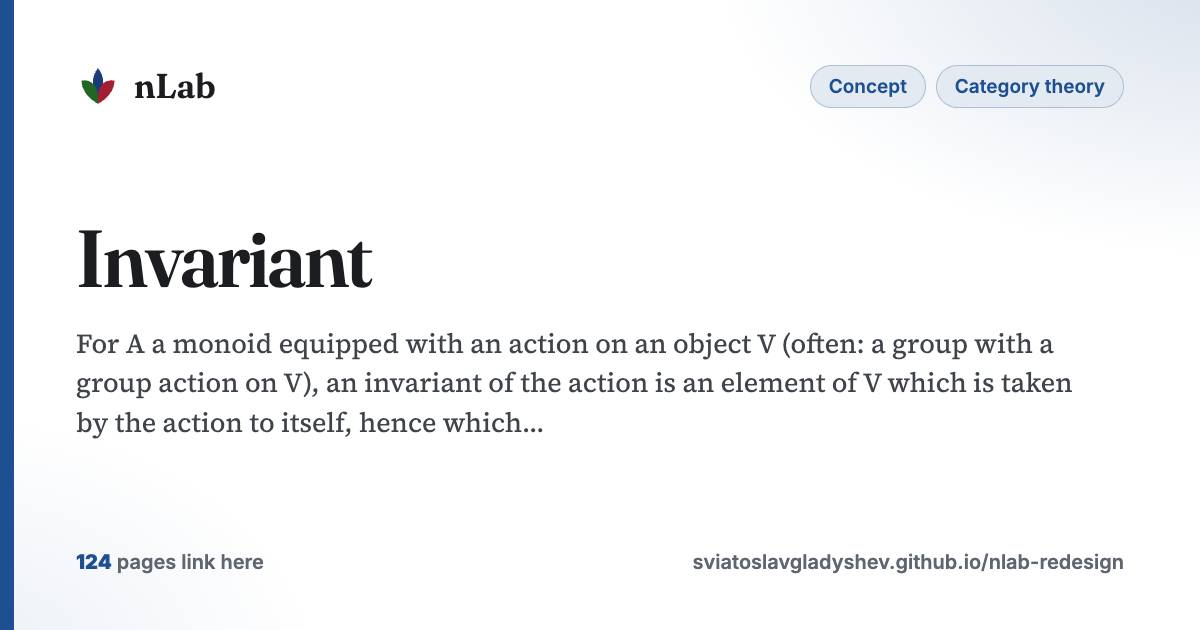 nLab
Concept
Category theory
Invariant
For A a monoid equipped with an action on an object V (often: a group with a
group action on V), an invariant of the action is an element of V which is taken
by the action to itself, hence which...
124 pages link here
sviatoslavgladyshev.github.io/nlab-redesign